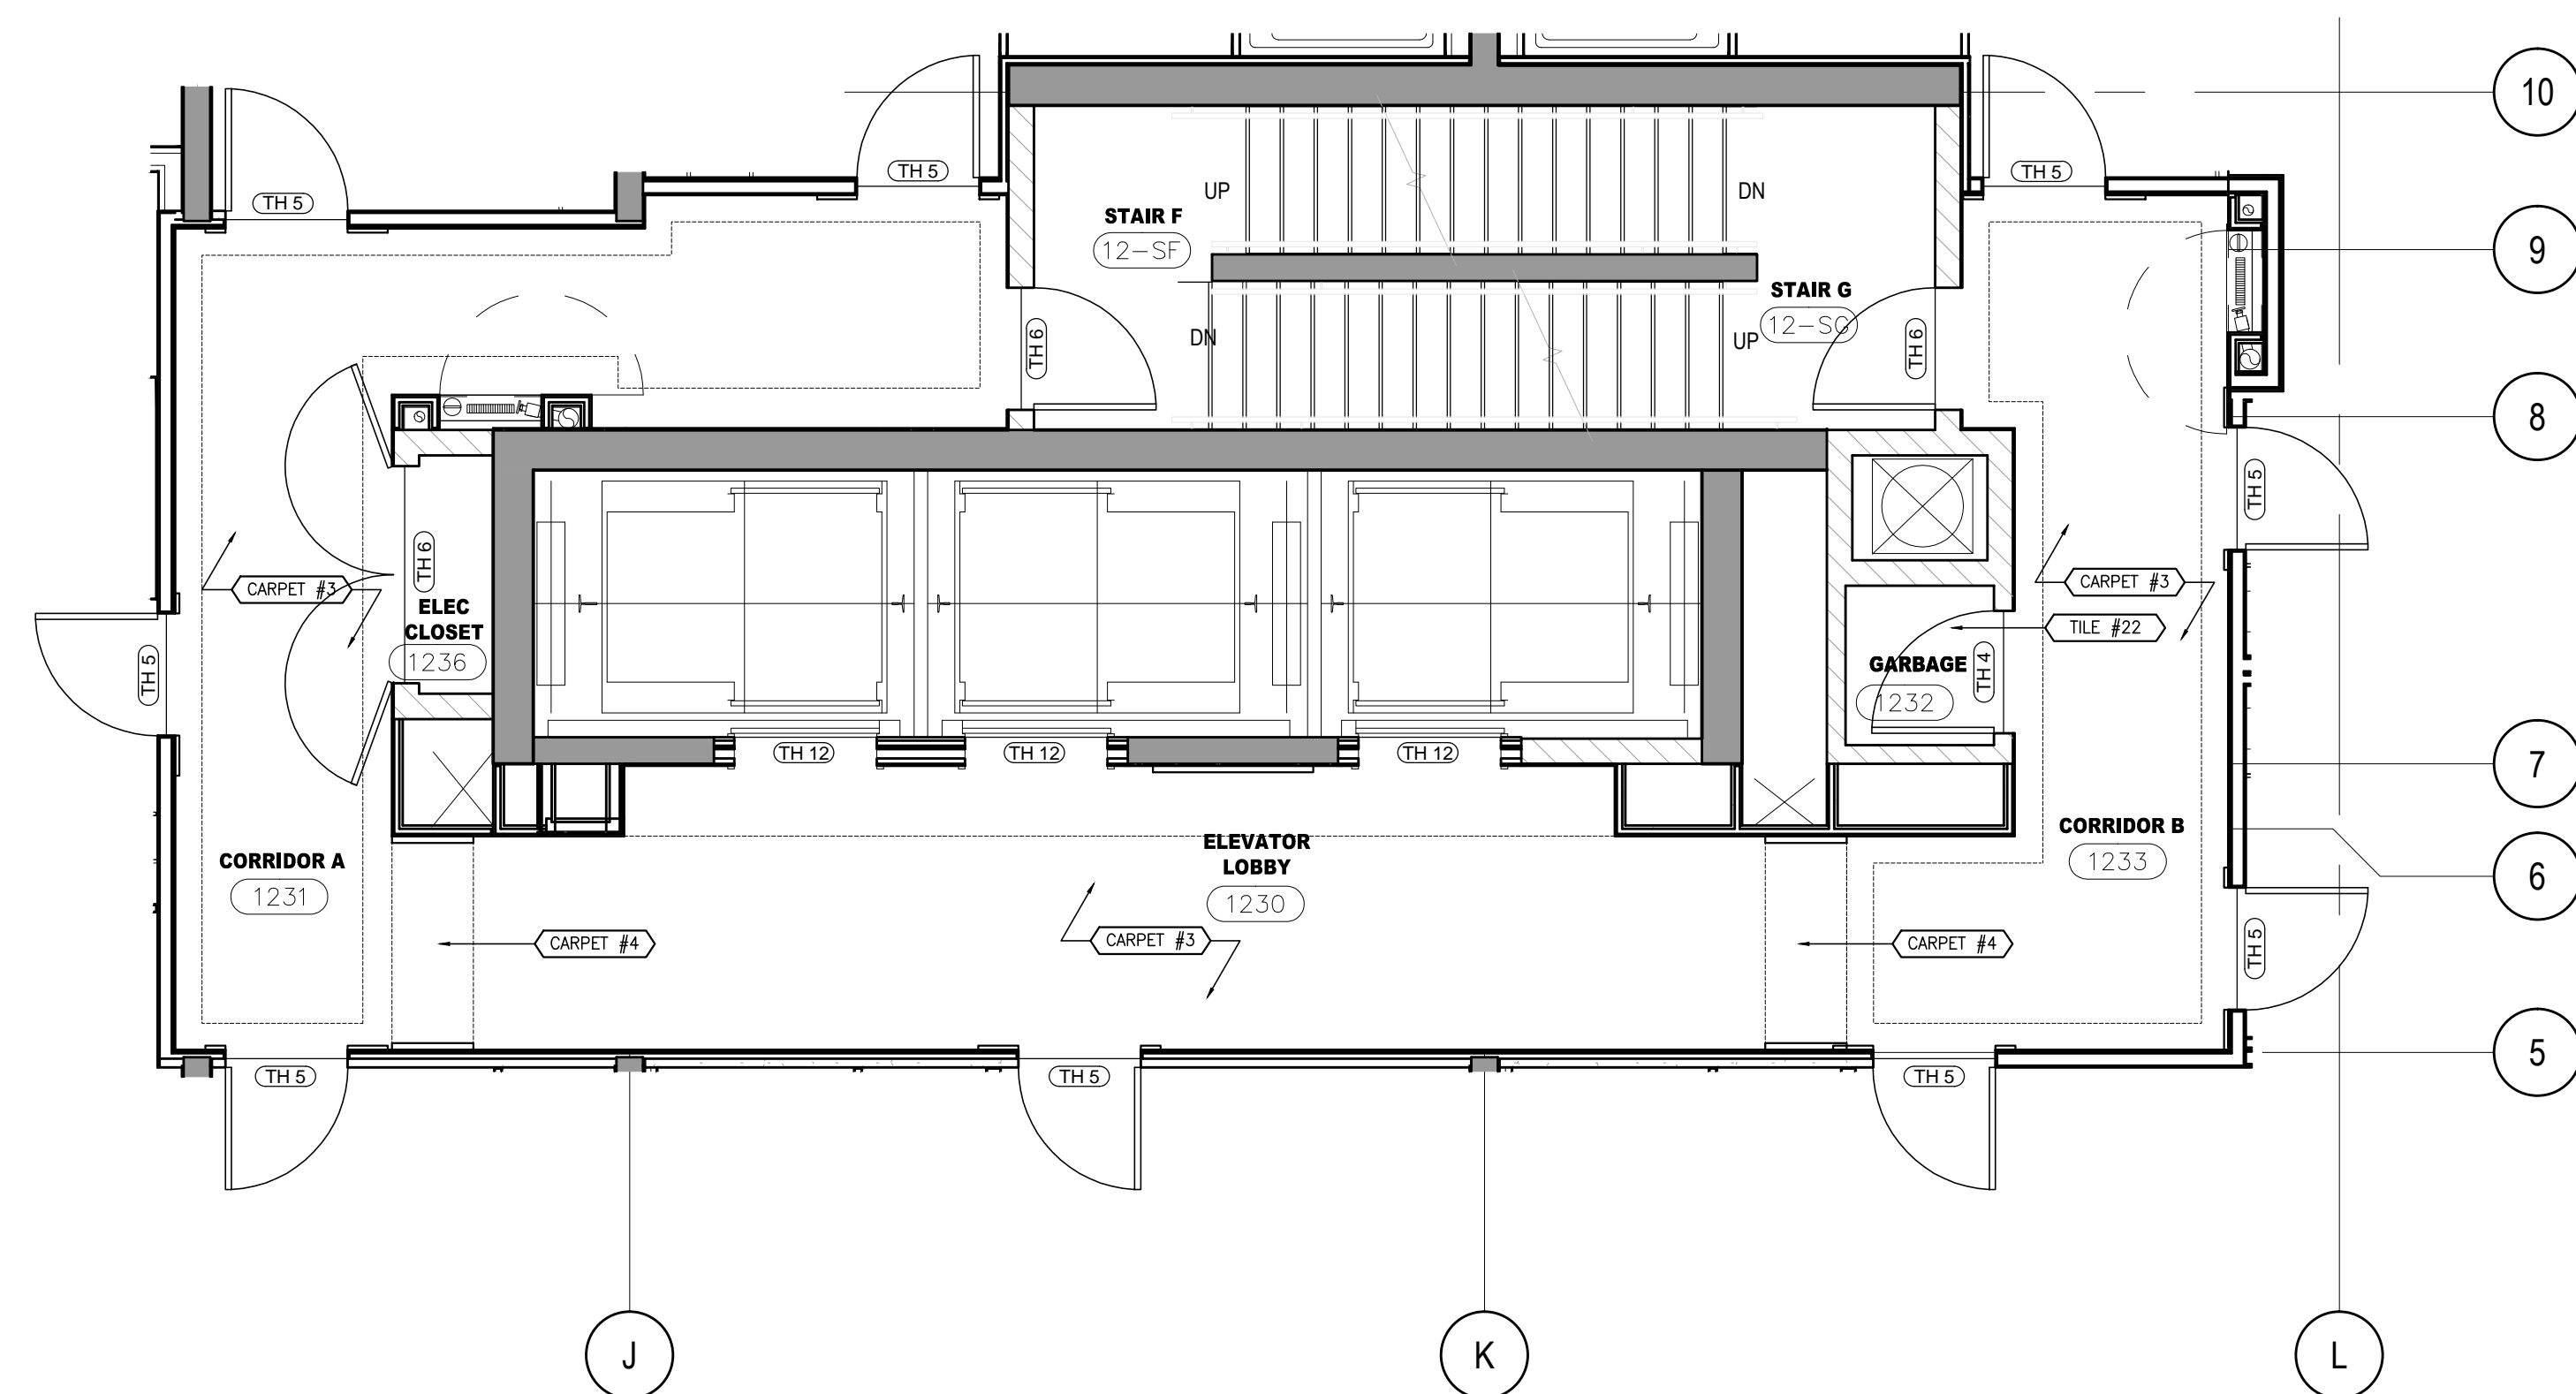 10
TH 5
TH 5
TH 5
UP
DN
STAIR F
12-SF
9
STAIR G
12-SG
DN
UP
TH 6
TH 6
8
TH 5
TH 6
CARPET #3
CARPET #3
ELEC
CLOSET
1236
TILE #22
TH 5
GARBAGE
1232
TH 4
TH 12
TH 12
TH 12
7
CORRIDOR A
1231
ELEVATOR
LOBBY
1230
CORRIDOR B
1233
6
CARPET #4
CARPET #3
CARPET #4
TH 5
TH 5
TH 5
TH 5
5
J
K
L